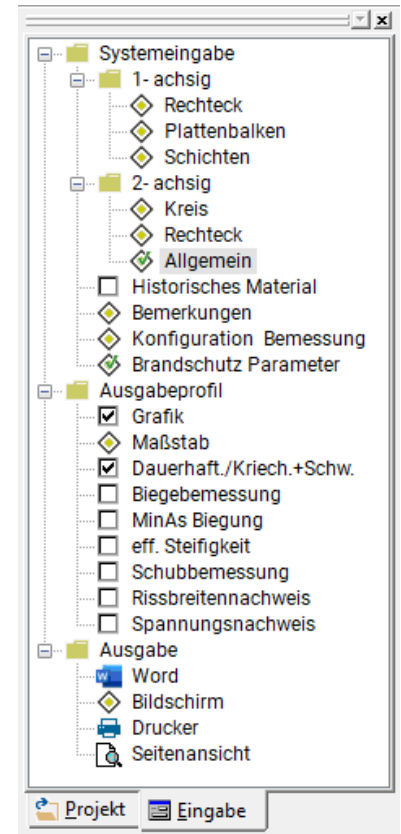 Systemeingabe
1- achsig
Rechteck
Plattenbalken
Schichten
2- achsig
Kreis
Rechteck
Allgemein
Historisches Material
Bemerkungen
Konfiguration Bemessung
Brandschutz Parameter
Ausgabeprofil
Grafik
Maßstab
Dauerhaft./Kriech.+Schw.
Biegebemessung
MinAs Biegung
eff. Steifigkeit
Schubbemessung
Rissbreitennachweis
Spannungsnachweis
Ausgabe
Word
Bildschirm
Drucker
Seitenansicht
Projekt Eingabe